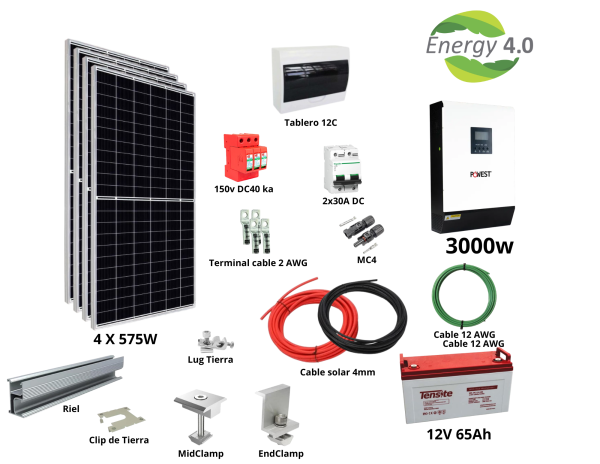 Energy 4.0
Tablero 12C
150v DC40 ka
2x30A DC
POWEST
3000w
Terminal cable 2 AWG
MC4
4 X 575W
Lug Tierra
Cable solar 4mm
Cable 12 AWG
Cable 12 AWG
Riel
Clip de Tierra
MidClamp
EndClamp
Tensite
12V 65Ah